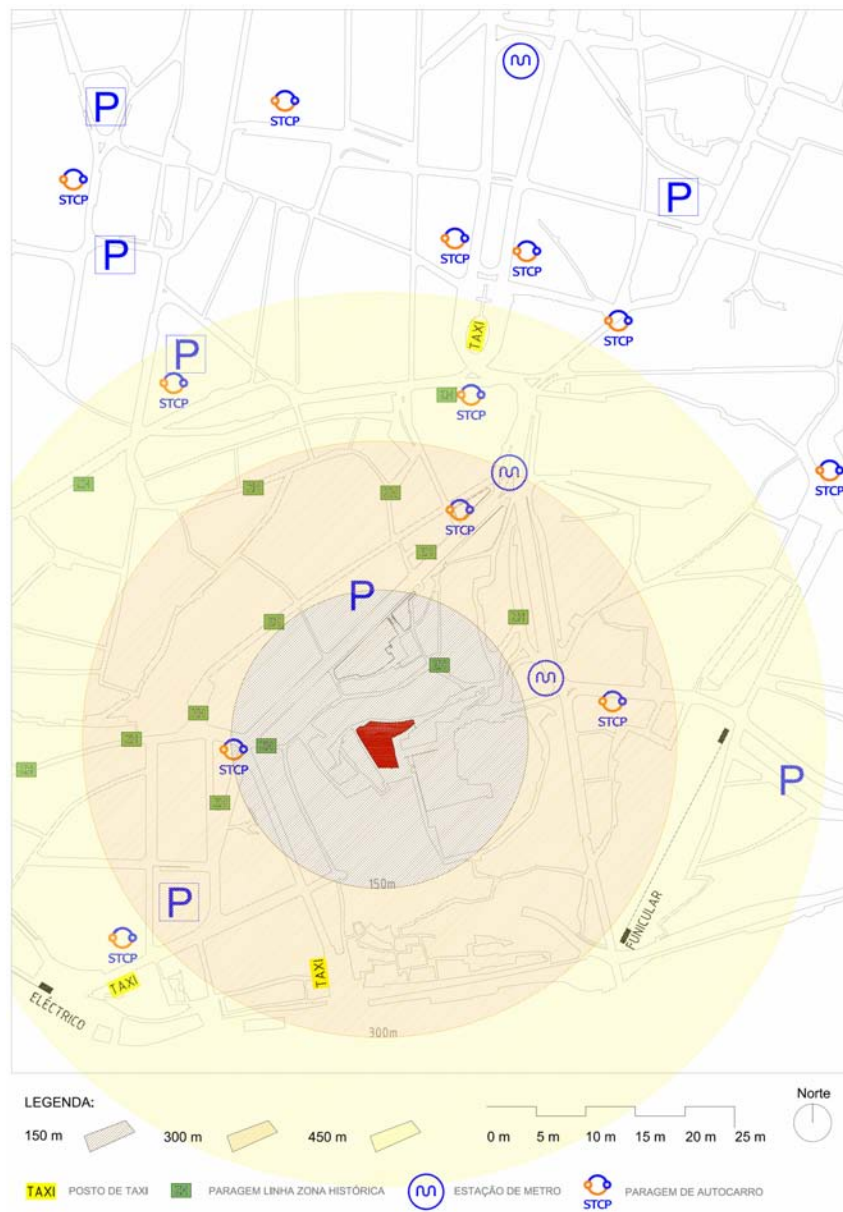 P
STCP
STCP
P
P
STCP
STCP
STCP
TAXI
P
STCP
STCP
STCP
STCP
P
STCP
STCP
P
150m
P
FUNICULAR
STCP
TAXI
TAXI
ELÉCTRICO
300m
LEGENDA:
150 m
300 m
450 m
0 m 5 m 10 m 15 m 20 m 25 m
Norte
TAXI POSTO DE TAXI
PARAGEM LINHA ZONA HISTÓRICA
ESTAÇÃO DE METRO
STCP PARAGEM DE AUTOCARRO